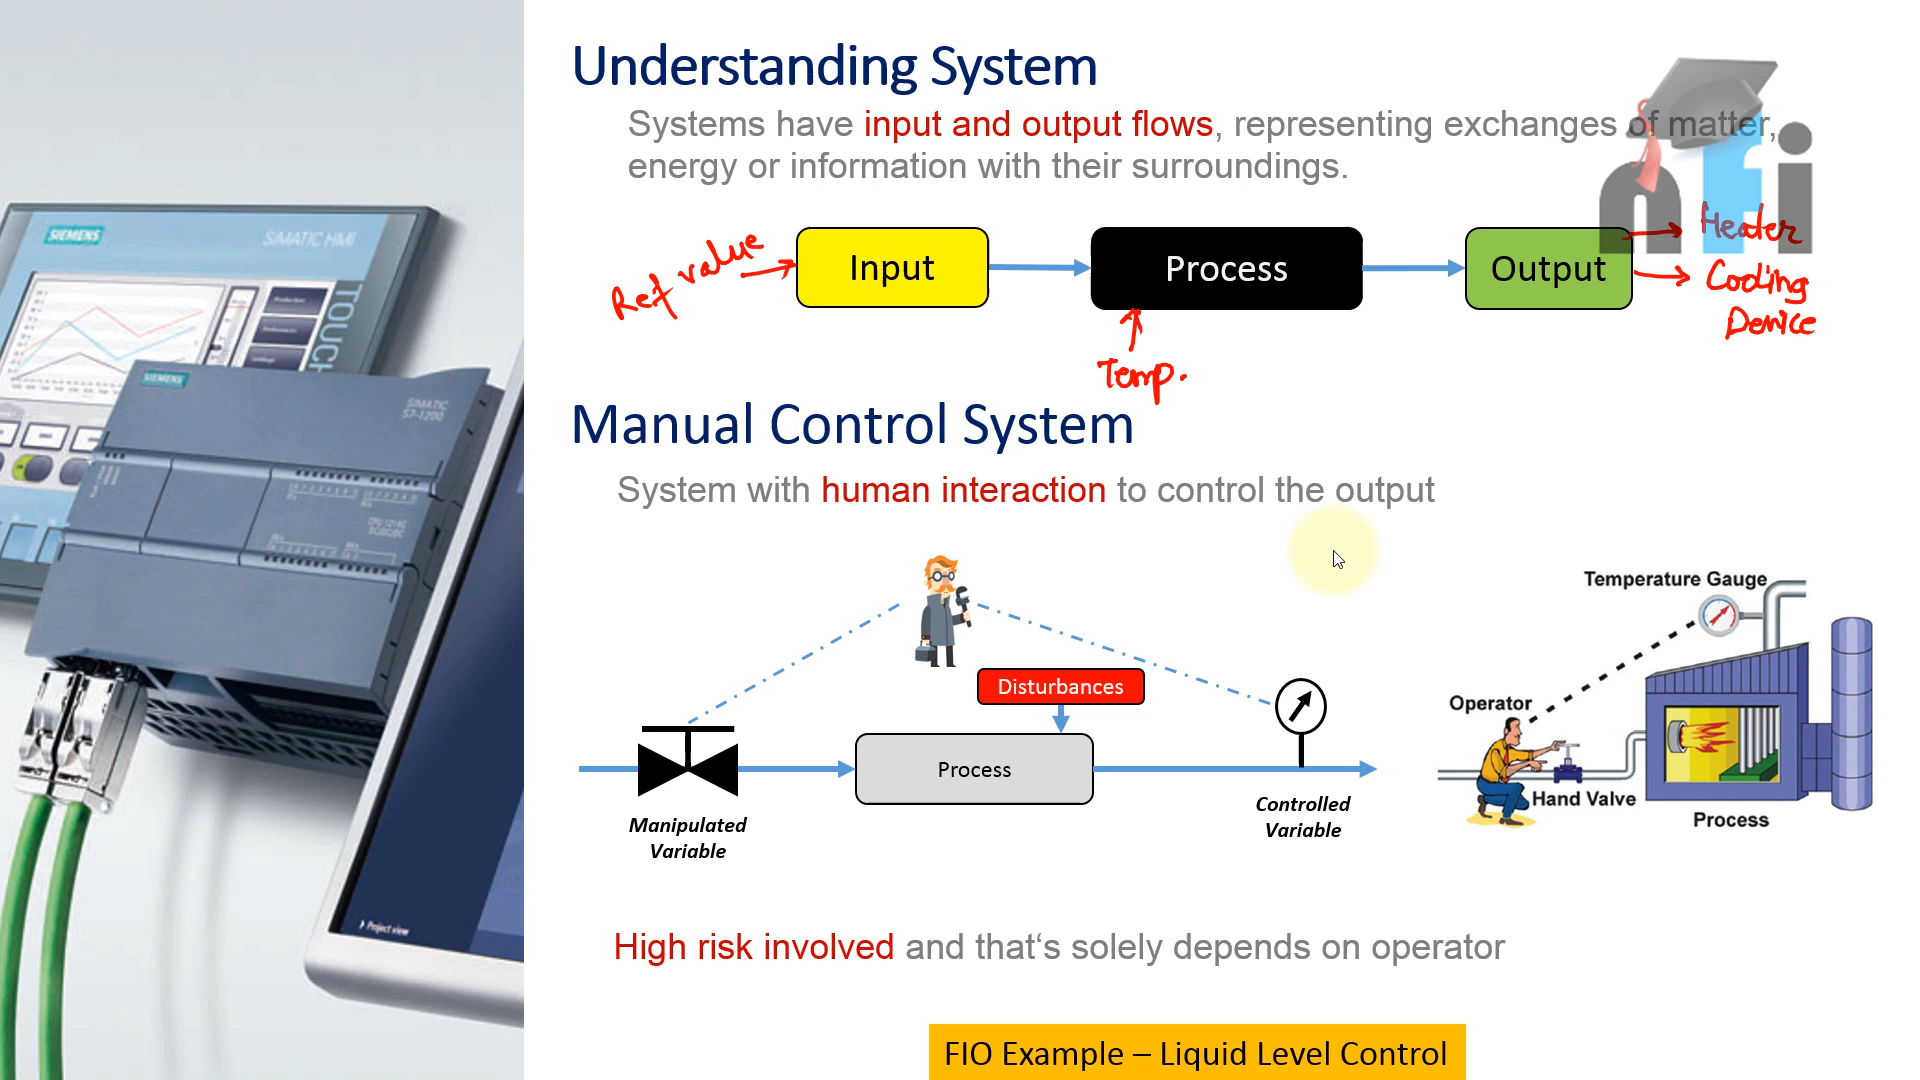 Understanding System
Systems have input and output flows, representing exchanges of matter,
energy or information with their surroundings.
nfi
Ref value
Input
Process
Output
Heater
Cooling
Device
Temp.
Manual Control System
System with human interaction to control the output
Disturbances
Process
Manipulated
Variable
Controlled
Variable
Temperature Gauge
Operator
Hand Valve
Process
High risk involved and that‘s solely depends on operator
FIO Example – Liquid Level Control
SIEMENS
SIMATIC HMI
TOUCH
SIEMENS
SIMATIC
S7-1200
Project view